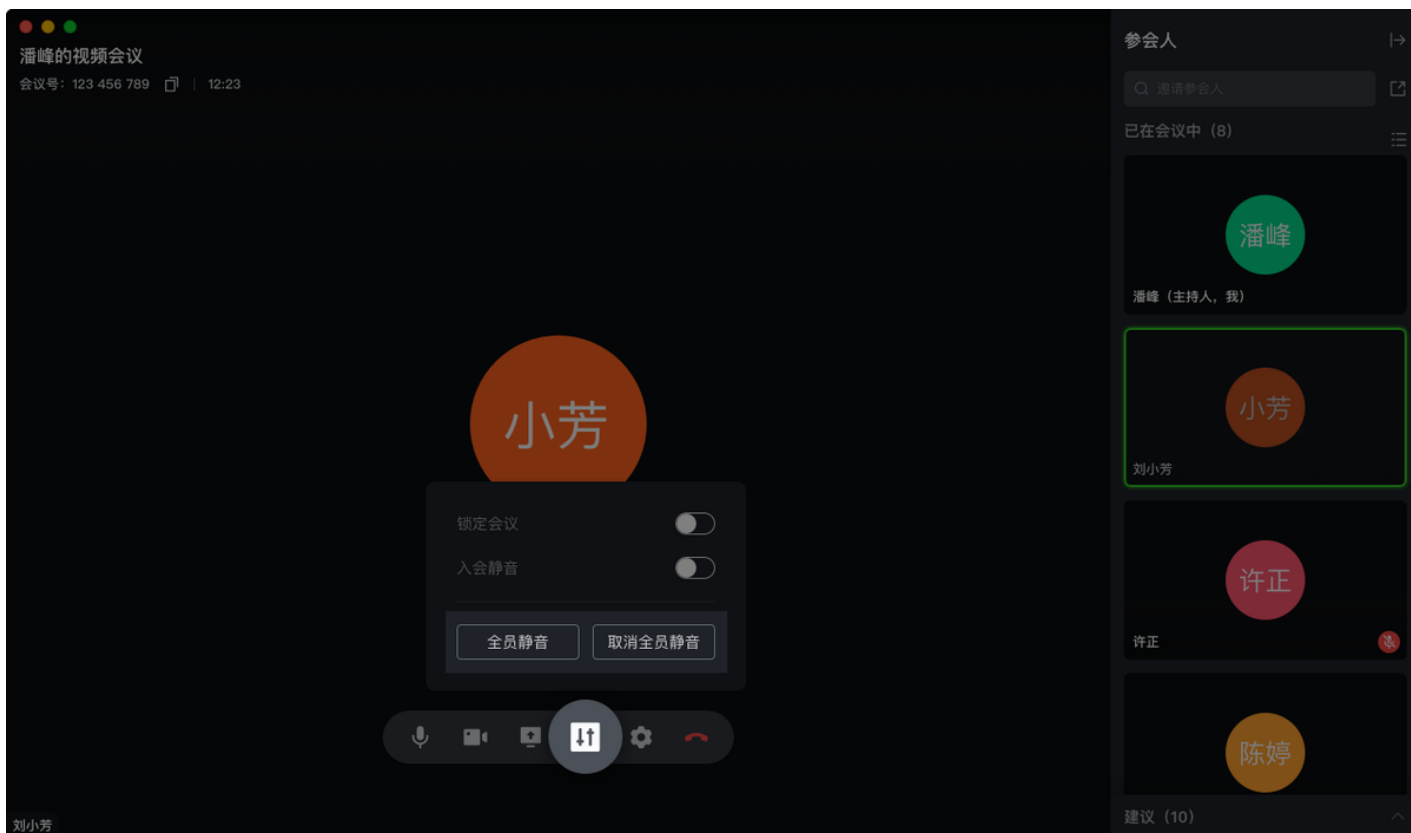 潘峰的视频会议
会议号：123 456 789 12:23
小芳
锁定会议
入会静音
全员静音 取消全员静音
刘小芳
参会人
邀请参会人
已在会议中（8）
潘峰
潘峰（主持人，我）
小芳
刘小芳
许正
许正
陈婷
建议（10）